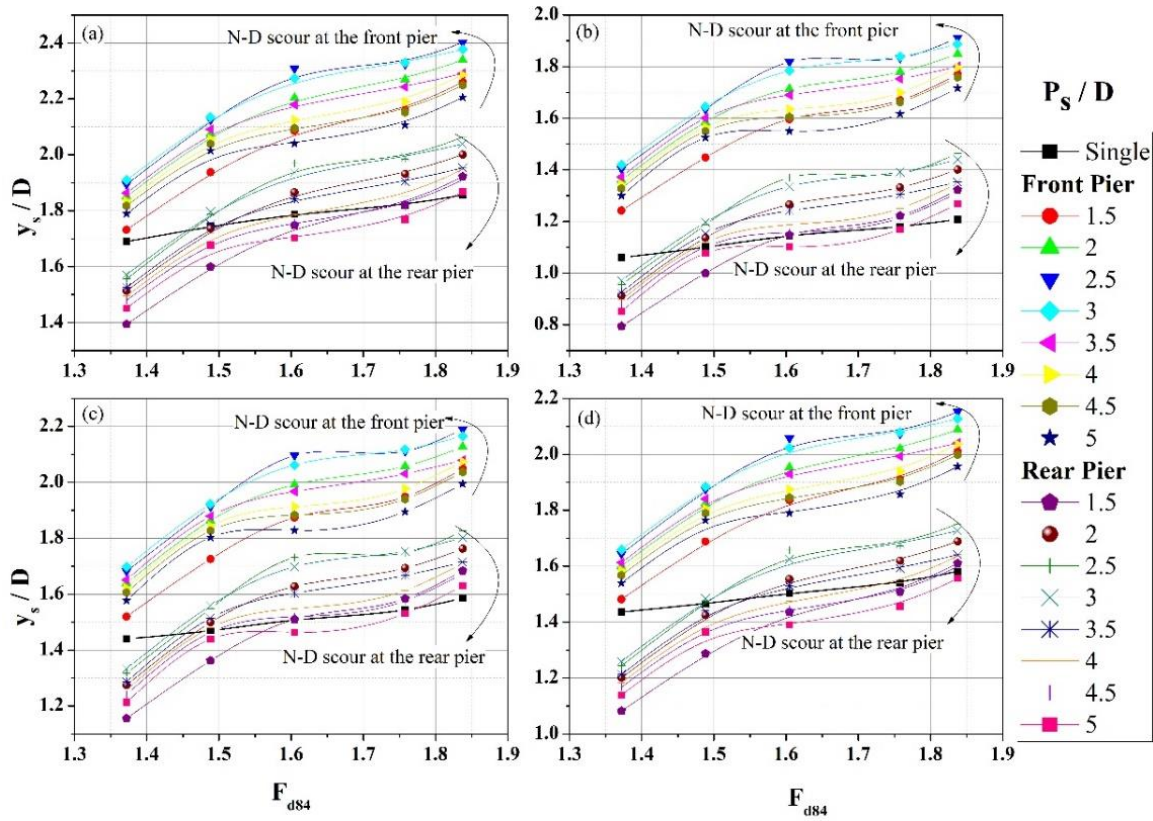 (a)
N-D scour at the front pier
N-D scour at the rear pier
y_s / D
2.4
2.2
2.0
1.8
1.6
1.4
1.3 1.4 1.5 1.6 1.7 1.8 1.9
(b)
N-D scour at the front pier
N-D scour at the rear pier
2.0
1.8
1.6
1.4
1.2
1.0
0.8
1.3 1.4 1.5 1.6 1.7 1.8 1.9
(c)
N-D scour at the front pier
N-D scour at the rear pier
y_s / D
2.2
2.0
1.8
1.6
1.4
1.2
1.3 1.4 1.5 1.6 1.7 1.8 1.9
F_d84
(d)
N-D scour at the front pier
N-D scour at the rear pier
2.2
2.0
1.8
1.6
1.4
1.2
1.0
1.3 1.4 1.5 1.6 1.7 1.8 1.9
F_d84
P_s / D
Single
Front Pier
1.5
2
2.5
3
3.5
4
4.5
5
Rear Pier
1.5
2
2.5
3
3.5
4
4.5
5